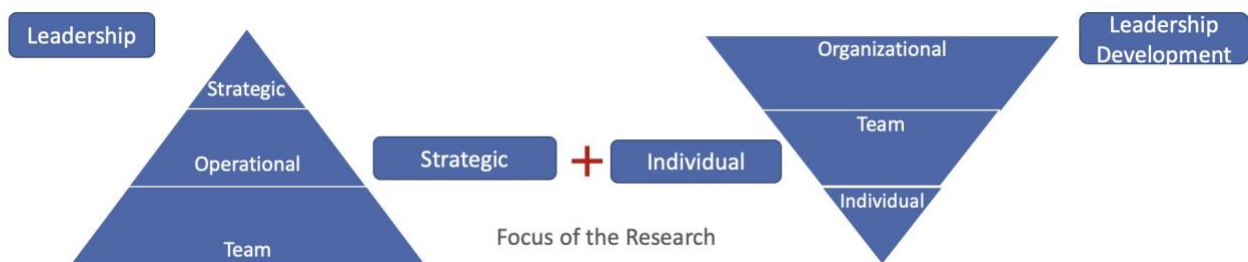 Leadership
Strategic
Operational
Team
Strategic + Individual
Focus of the Research
Organizational
Team
Individual
Leadership
Development